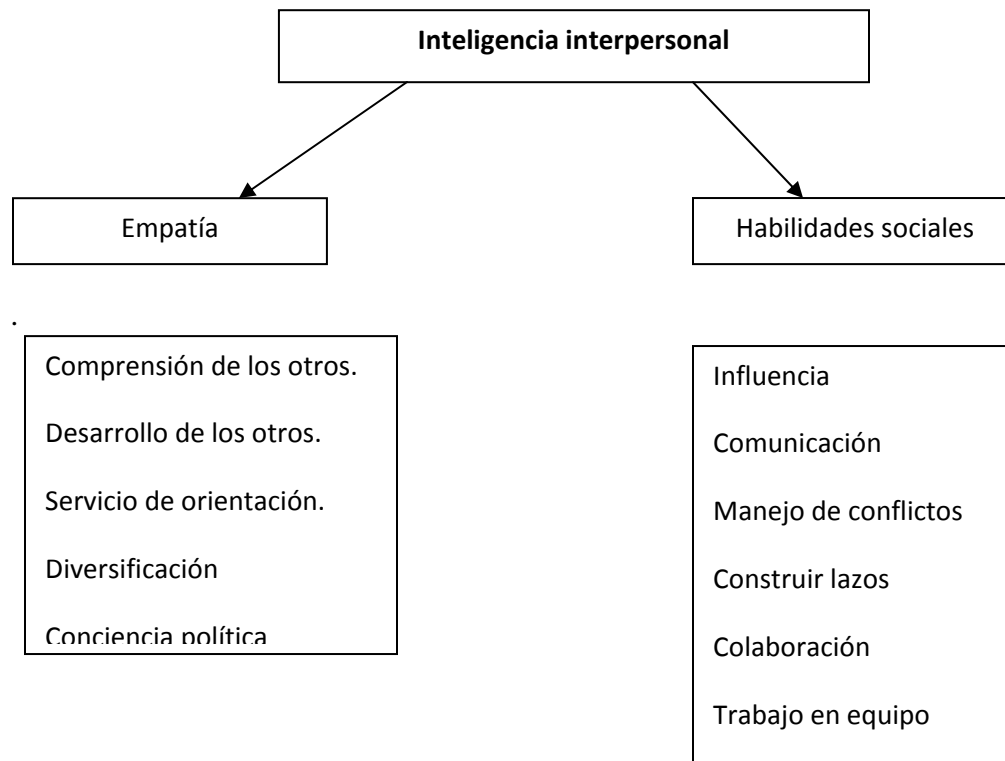 Inteligencia interpersonal
Empatía
Habilidades sociales
.
Comprensión de los otros.
Desarrollo de los otros.
Servicio de orientación.
Diversificación
Conciencia política
Influencia
Comunicación
Manejo de conflictos
Construir lazos
Colaboración
Trabajo en equipo